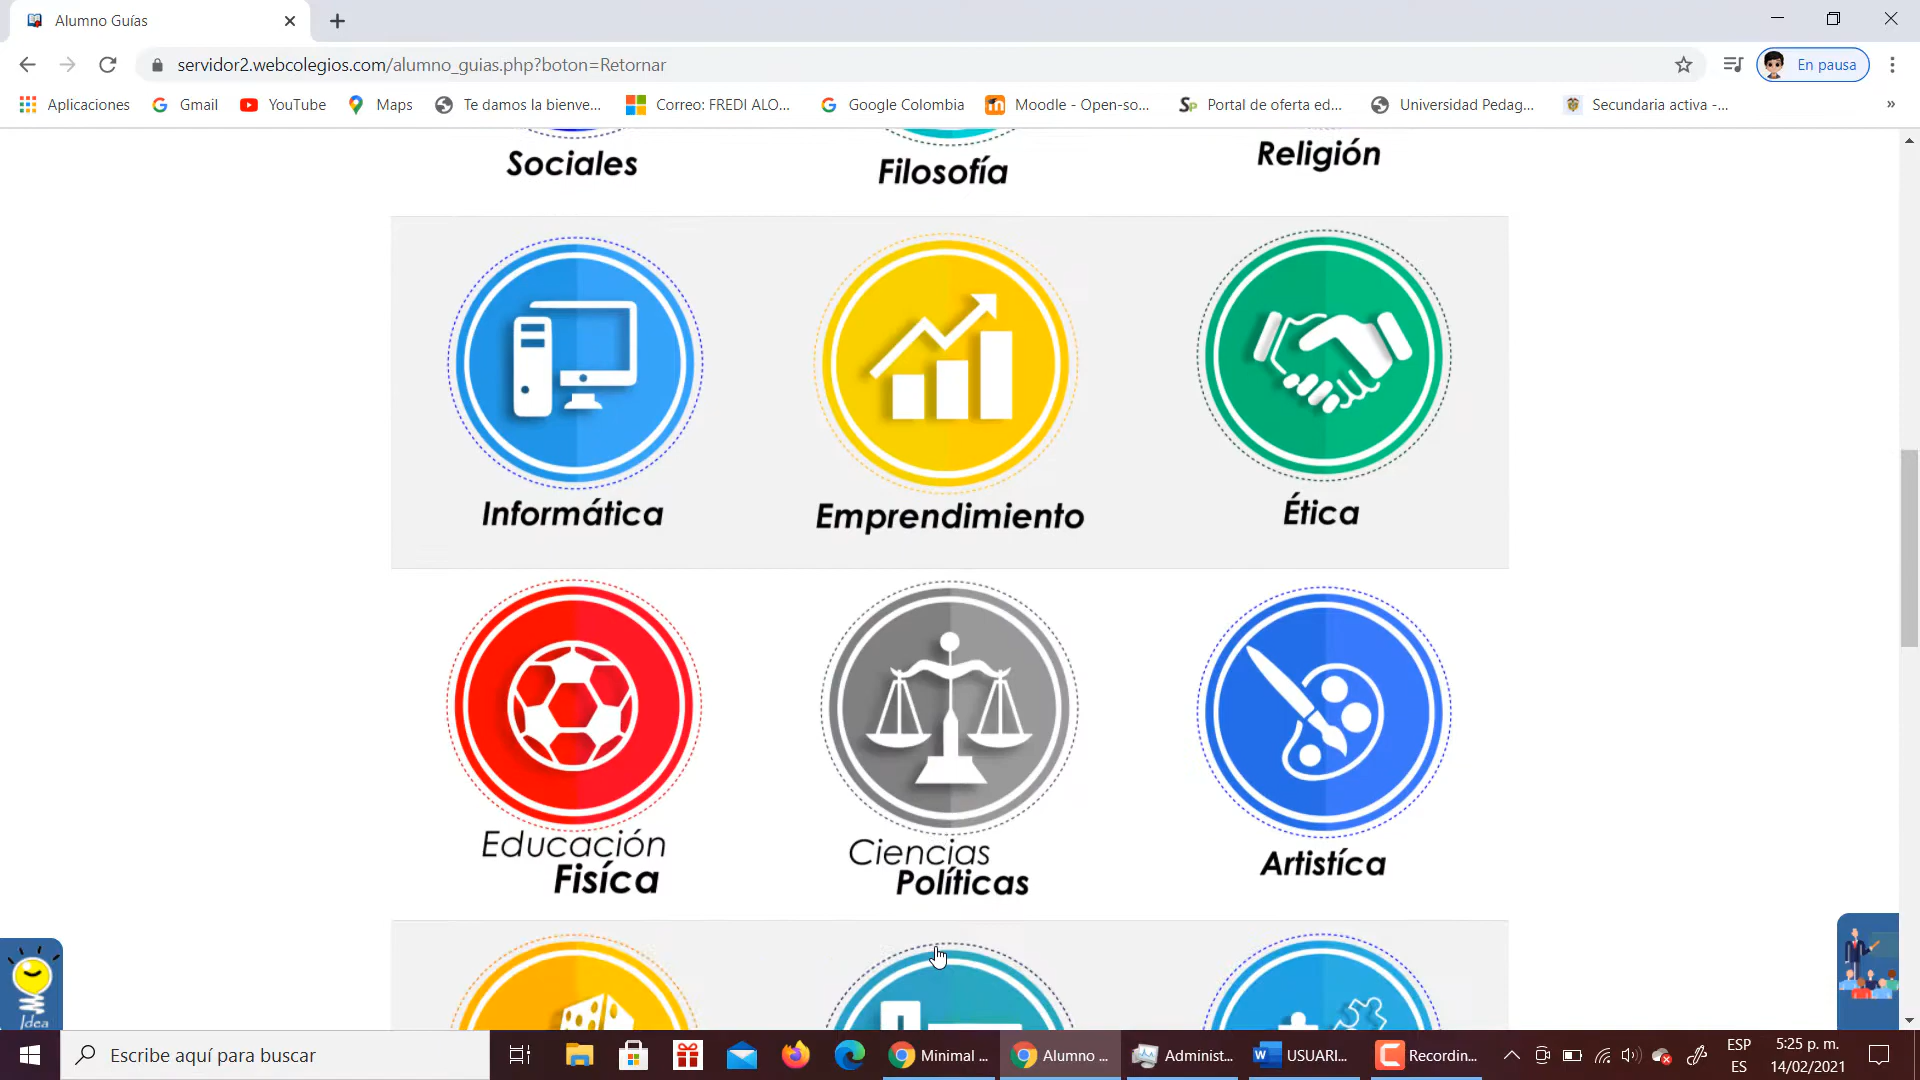 Alumno Guías
servidor2.webcolegios.com/alumno_guias.php?boton=Retornar
En pausa
Aplicaciones
Gmail
YouTube
Maps
Te damos la bienve...
Correo: FREDI ALO...
Google Colombia
Moodle - Open-so...
Portal de oferta ed...
Universidad Pedag...
Secundaria activa -...
»
Sociales
Filosofía
Religión
Informática
Emprendimiento
Ética
Educación
Fisíca
Ciencias
Políticas
Artistíca
Idea
Escribe aquí para buscar
Minimal ...
Alumno ...
Administ...
USUARI...
Recordin...
ESP
ES
5:25 p. m.
14/02/2021